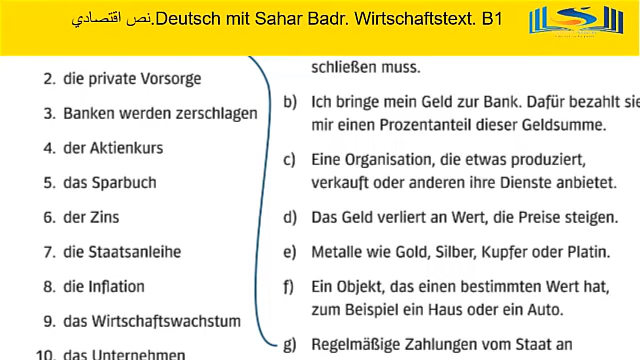 Deutsch mit Sahar Badr. Wirtschaftstext. B1.نص اقتصادي
2. die private Vorsorge
3. Banken werden zerschlagen
4. der Aktienkurs
5. das Sparbuch
6. der Zins
7. die Staatsanleihe
8. die Inflation
9. das Wirtschaftswachstum
10. das Unternehmen
schließen muss.
b) Ich bringe mein Geld zur Bank. Dafür bezahlt sie
mir einen Prozentanteil dieser Geldsumme.
c) Eine Organisation, die etwas produziert,
verkauft oder anderen ihre Dienste anbietet.
d) Das Geld verliert an Wert, die Preise steigen.
e) Metalle wie Gold, Silber, Kupfer oder Platin.
f) Ein Objekt, das einen bestimmten Wert hat,
zum Beispiel ein Haus oder ein Auto.
g) Regelmäßige Zahlungen vom Staat an